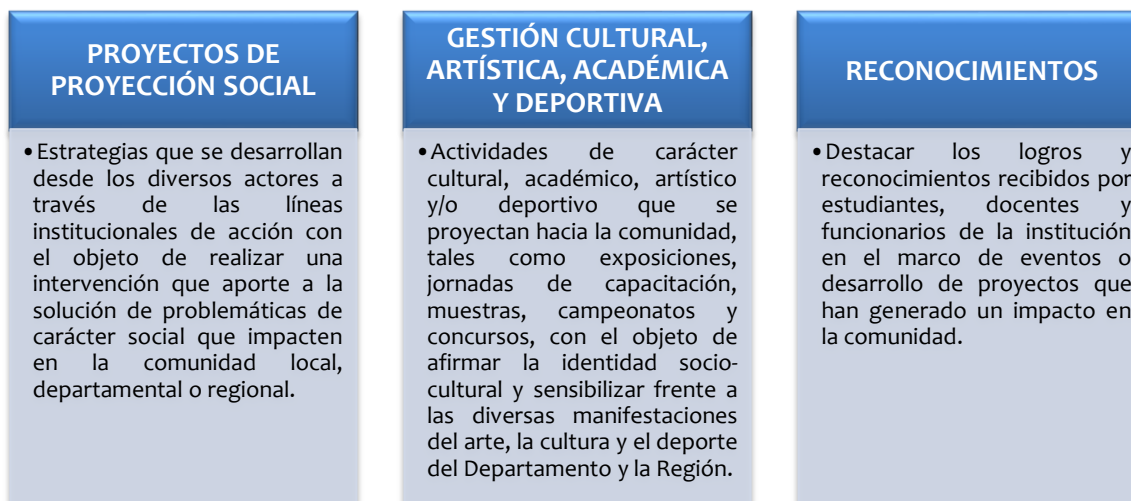 PROYECTOS DE
PROYECCIÓN SOCIAL
•Estrategias que se desarrollan
desde los diversos actores a
través de las líneas
institucionales de acción con
el objeto de realizar una
intervención que aporte a la
solución de problemáticas de
carácter social que impacten
en la comunidad local,
departamental o regional.
GESTIÓN CULTURAL,
ARTÍSTICA, ACADÉMICA
Y DEPORTIVA
•Actividades de carácter
cultural, académico, artístico
y/o deportivo que se
proyectan hacia la comunidad,
tales como exposiciones,
jornadas de capacitación,
muestras, campeonatos y
concursos, con el objeto de
afirmar la identidad socio-
cultural y sensibilizar frente a
las diversas manifestaciones
del arte, la cultura y el deporte
del Departamento y la Región.
RECONOCIMIENTOS
•Destacar los logros y
reconocimientos recibidos por
estudiantes, docentes y
funcionarios de la institución
en el marco de eventos o
desarrollo de proyectos que
han generado un impacto en
la comunidad.